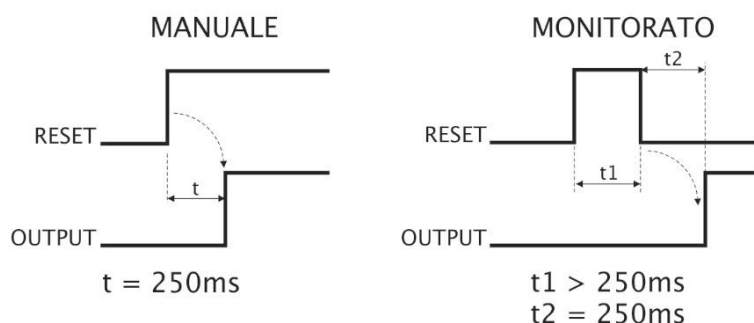 MANUALE
RESET
t
OUTPUT
t = 250ms
MONITORATO
t2
RESET
t1
OUTPUT
t1 > 250ms
t2 = 250ms